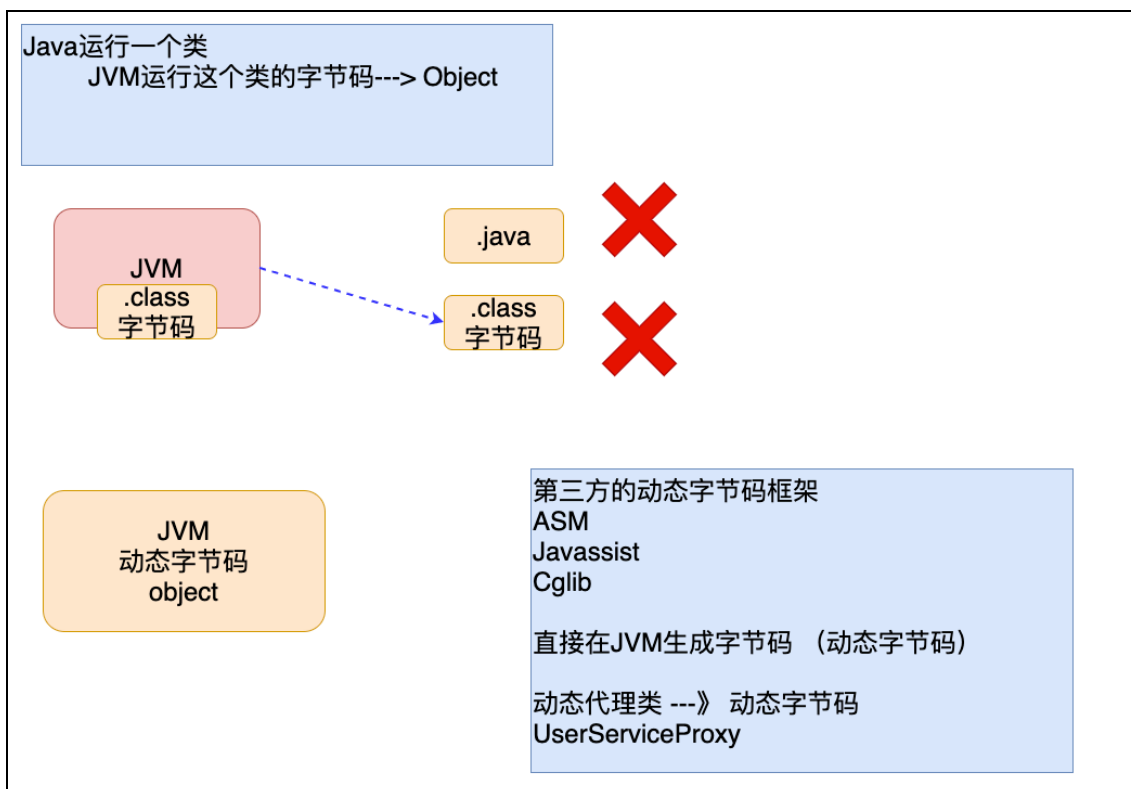 Java运行一个类
JVM运行这个类的字节码---> Object
JVM
.class
字节码
.java
.class
字节码
JVM
动态字节码
object
第三方的动态字节码框架
ASM
Javassist
Cglib
直接在JVM生成字节码 （动态字节码）
动态代理类 ---》 动态字节码
UserServiceProxy